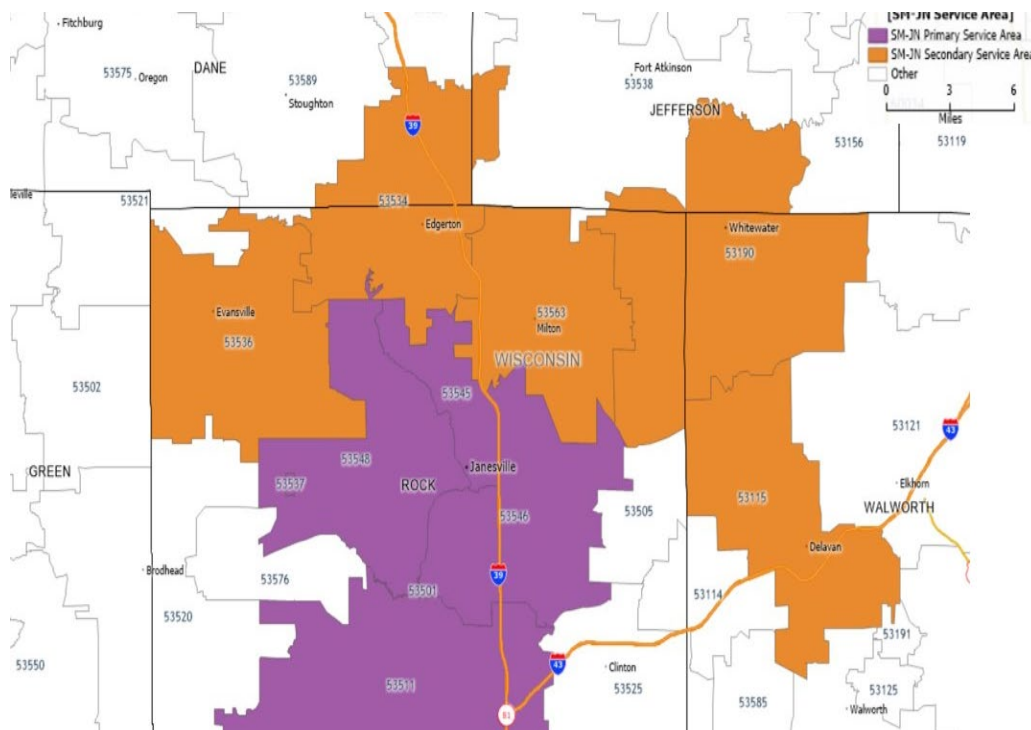 [SM-JN Service Area]
SM-JN Primary Service Area
SM-JN Secondary Service Area
Other
0 3 6
Miles
Fitchburg
DANE
53575
Oregon
53589
Stoughton
Fort Atkinson
53538
JEFFERSON
53156
53119
39
53521
53534
Edgerton
Whitewater
53190
Evansville
53536
53563
Milton
WISCONSIN
53502
53545
53121
43
GREEN
53548
Janesville
53537
ROCK
53546
53505
53115
Elkhorn
WALWORTH
Delavan
Brodhead
53576
53501
39
53114
53520
53191
53550
53511
43
Clinton
53525
53585
53125
Walworth
81